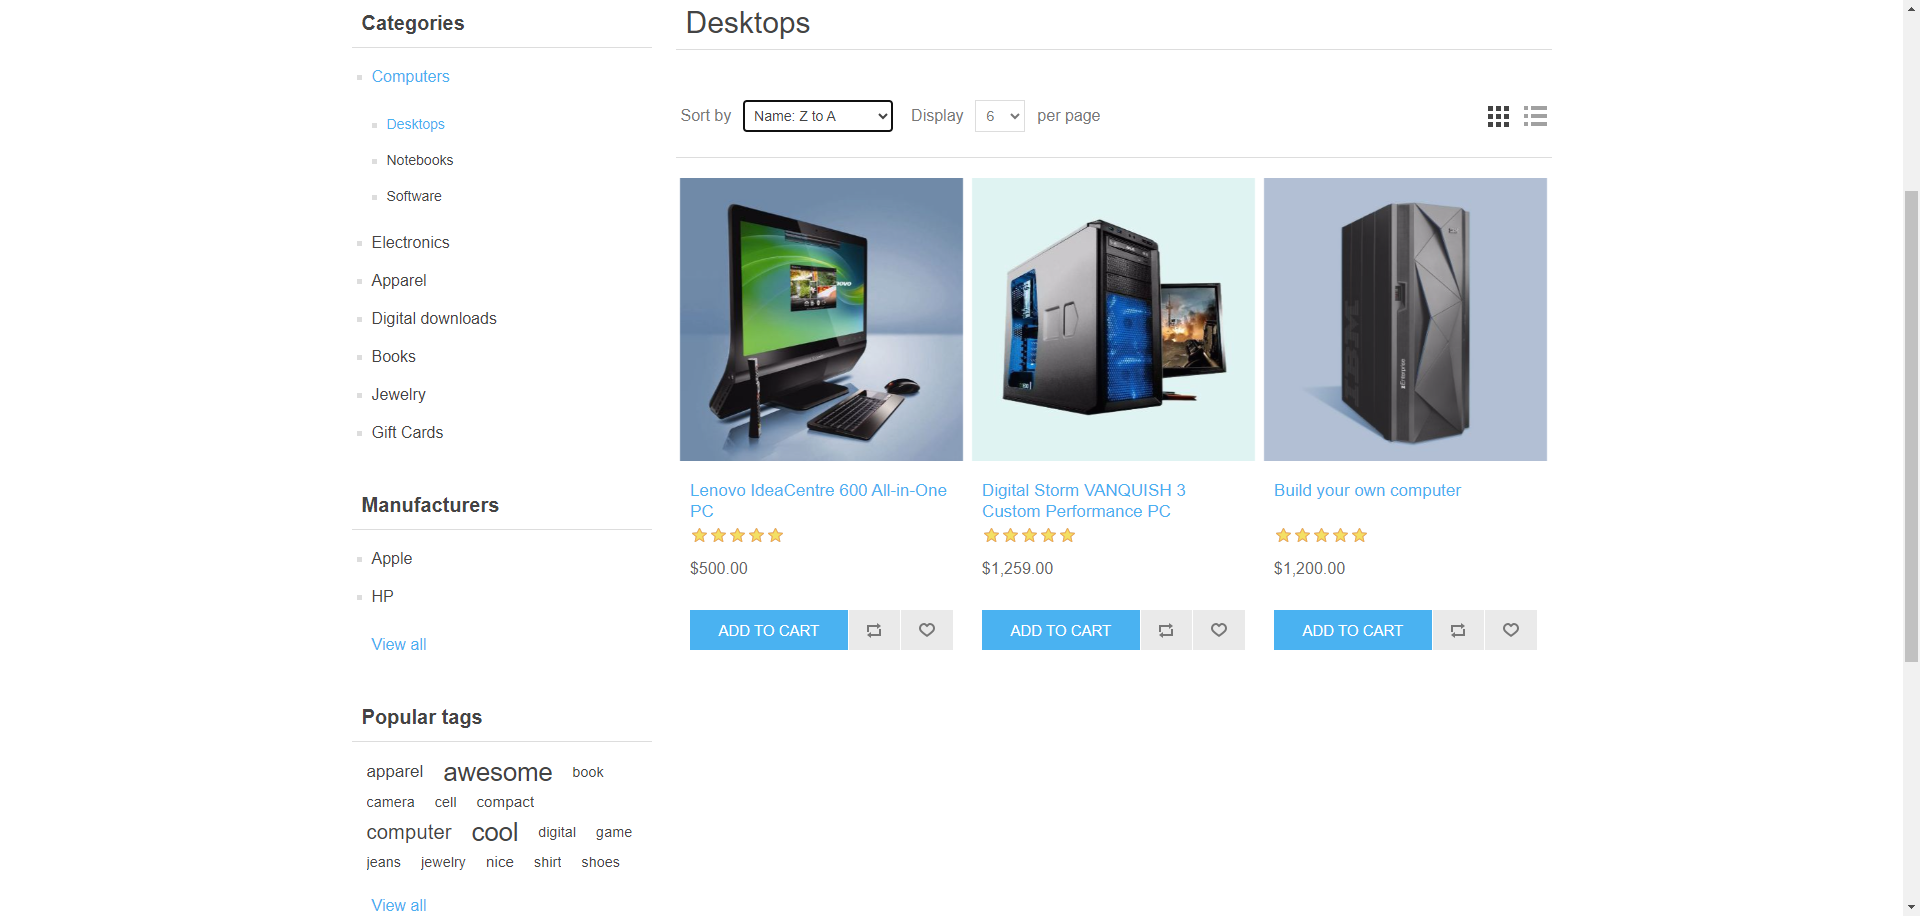 Categories
Computers
Desktops
Notebooks
Software
Electronics
Apparel
Digital downloads
Books
Jewelry
Gift Cards
Manufacturers
Apple
HP
View all
Popular tags
apparel awesome book
camera cell compact
computer cool digital game
jeans jewelry nice shirt shoes
View all
Desktops
Sort by Name: Z to A Display 6 per page
Lenovo IdeaCentre 600 All-in-One
PC
$500.00
ADD TO CART
Digital Storm VANQUISH 3
Custom Performance PC
$1,259.00
ADD TO CART
IBM
Build your own computer
$1,200.00
ADD TO CART